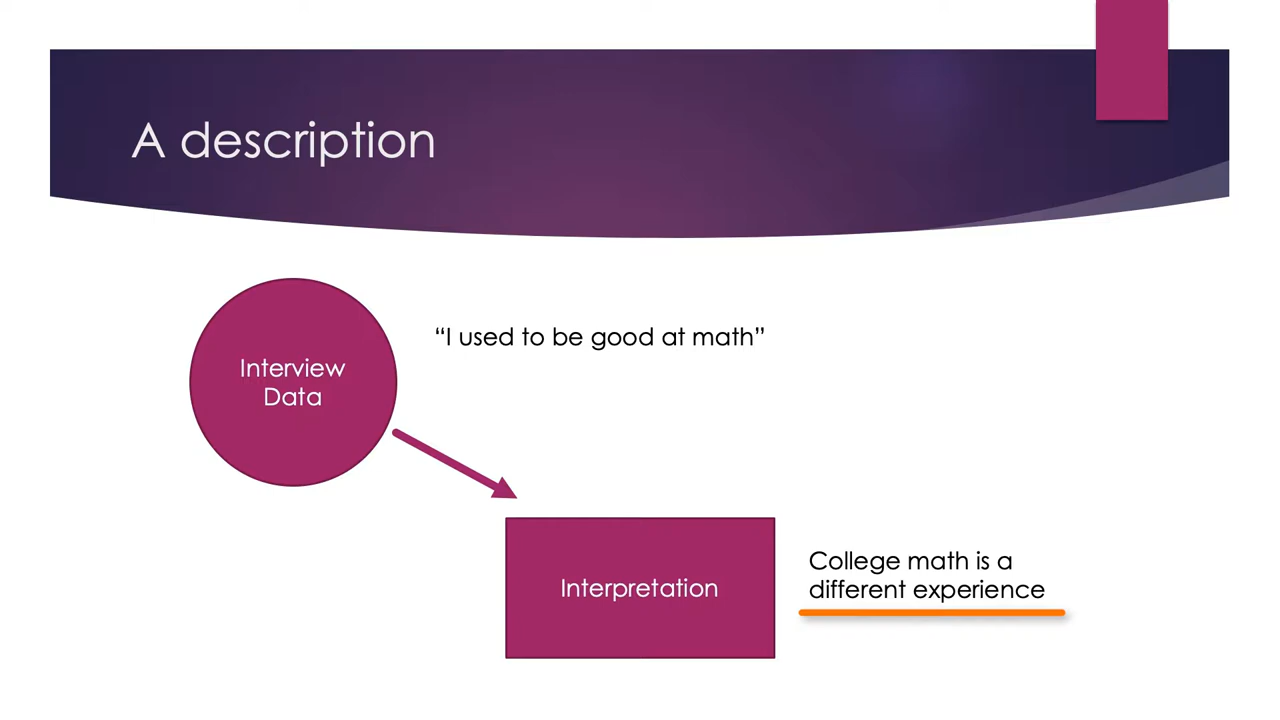 A description
Interview
Data
“I used to be good at math”
Interpretation
College math is a
different experience